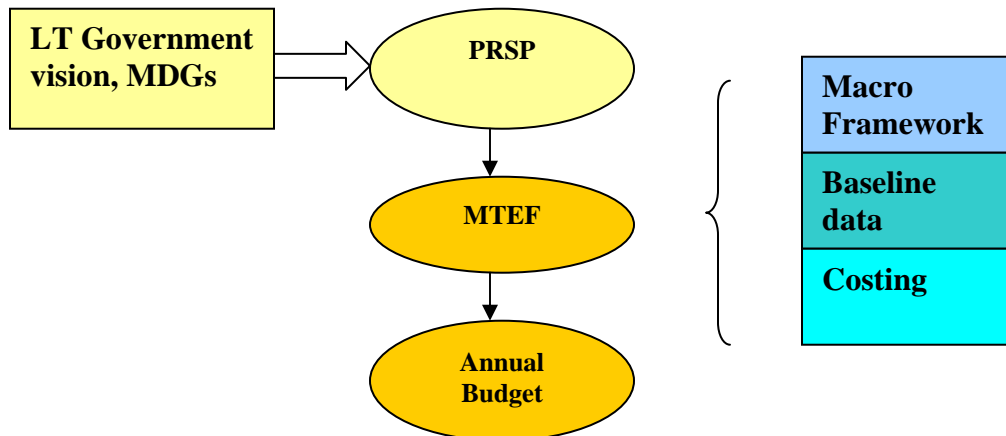 LT Government
vision, MDGs
PRSP
MTEF
Annual
Budget
Macro
Framework
Baseline
data
Costing